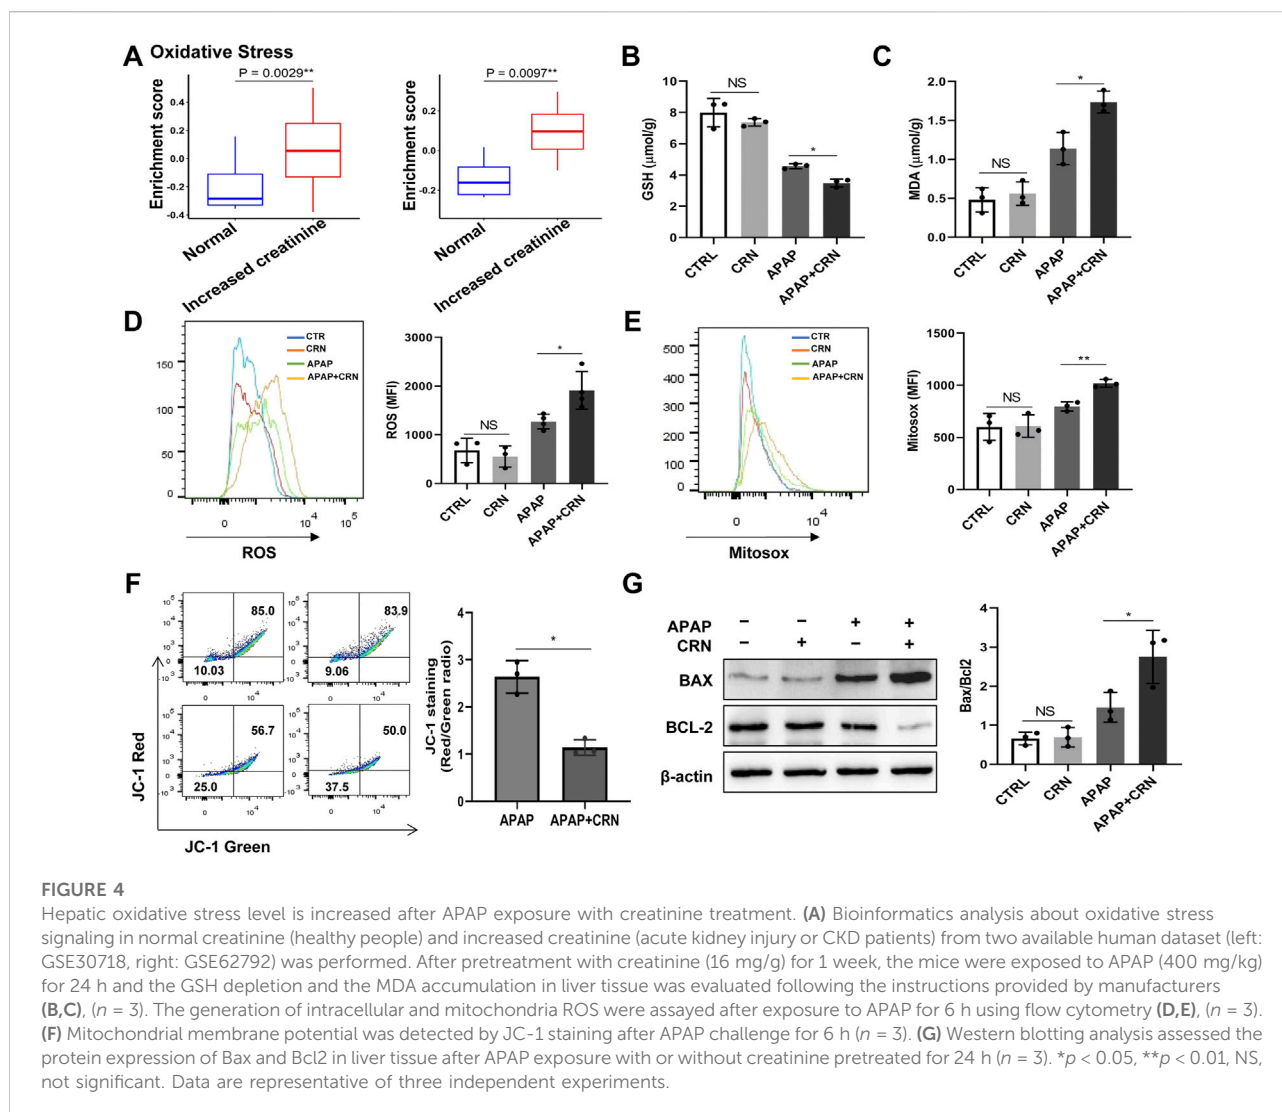 A Oxidative Stress
P = 0.0029**
Enrichment score
0.4
0.2
0.0
-0.2
-0.4
Normal
Increased creatinine
P = 0.0097**
Enrichment score
0.2
0.0
-0.2
Normal
Increased creatinine
B
GSH (μmol/g)
10
8
6
4
2
0
NS
*
CTRL
CRN
APAP
APAP+CRN
C
MDA (μmol/g)
2.0
1.5
1.0
0.5
0.0
NS
*
CTRL
CRN
APAP
APAP+CRN
D
150
100
50
0
CTR
CRN
APAP
APAP+CRN
0 10⁴ 10⁵
ROS
ROS (MFI)
3000
2000
1000
0
NS
*
CTRL
CRN
APAP
APAP+CRN
E
500
400
300
200
100
0
CTR
CRN
APAP
APAP+CRN
0 10⁴
Mitosox
Mitosox (MFI)
1500
1000
500
0
NS
**
CTRL
CRN
APAP
APAP+CRN
F
JC-1 Red
85.0
10.03
83.9
9.06
56.7
25.0
50.0
37.5
JC-1 Green
JC-1 staining
(Red/Green radio)
4
3
2
1
0
*
APAP
APAP+CRN
G
APAP − − + +
CRN − + − +
BAX
BCL-2
β-actin
Bax/Bcl2
4
3
2
1
0
NS
*
CTRL
CRN
APAP
APAP+CRN
FIGURE 4
Hepatic oxidative stress level is increased after APAP exposure with creatinine treatment. (A) Bioinformatics analysis about oxidative stress
signaling in normal creatinine (healthy people) and increased creatinine (acute kidney injury or CKD patients) from two available human dataset (left:
GSE30718, right: GSE62792) was performed. After pretreatment with creatinine (16 mg/g) for 1 week, the mice were exposed to APAP (400 mg/kg)
for 24 h and the GSH depletion and the MDA accumulation in liver tissue was evaluated following the instructions provided by manufacturers
(B,C), (n = 3). The generation of intracellular and mitochondria ROS were assayed after exposure to APAP for 6 h using flow cytometry (D,E), (n = 3).
(F) Mitochondrial membrane potential was detected by JC-1 staining after APAP challenge for 6 h (n = 3). (G) Western blotting analysis assessed the
protein expression of Bax and Bcl2 in liver tissue after APAP exposure with or without creatinine pretreated for 24 h (n = 3). *p < 0.05, **p < 0.01, NS,
not significant. Data are representative of three independent experiments.